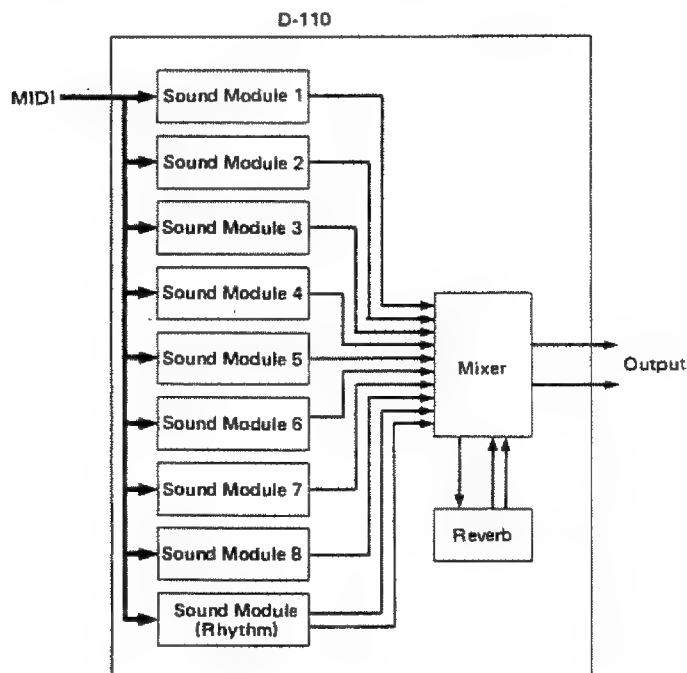 D-110
MIDI
Sound Module 1
Sound Module 2
Sound Module 3
Sound Module 4
Sound Module 5
Sound Module 6
Sound Module 7
Sound Module 8
Sound Module
(Rhythm)
Mixer
Output
Reverb